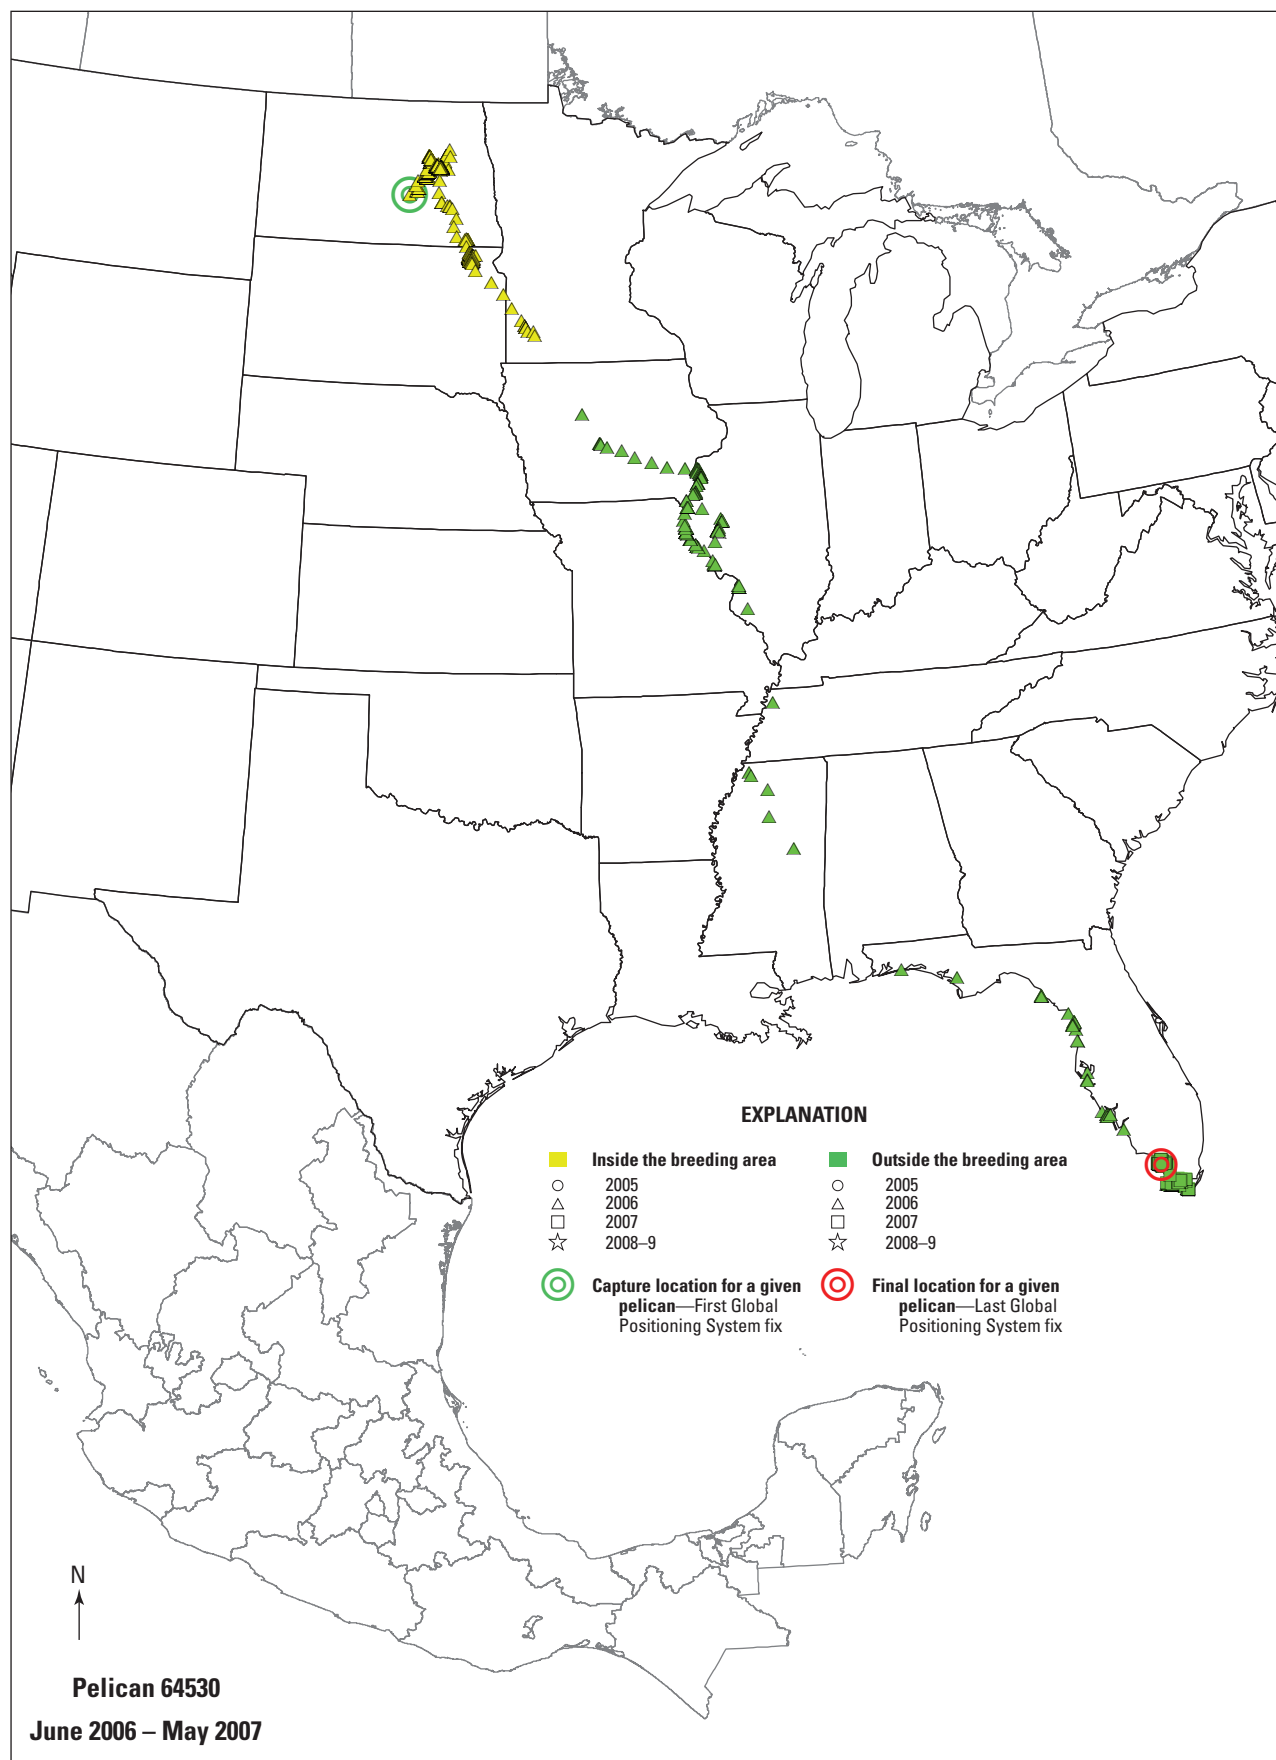 EXPLANATION
Inside the breeding area
2005
2006
2007
2008–9
Capture location for a given
pelican—First Global
Positioning System fix
Outside the breeding area
2005
2006
2007
2008–9
Final location for a given
pelican—Last Global
Positioning System fix
N
Pelican 64530
June 2006 – May 2007